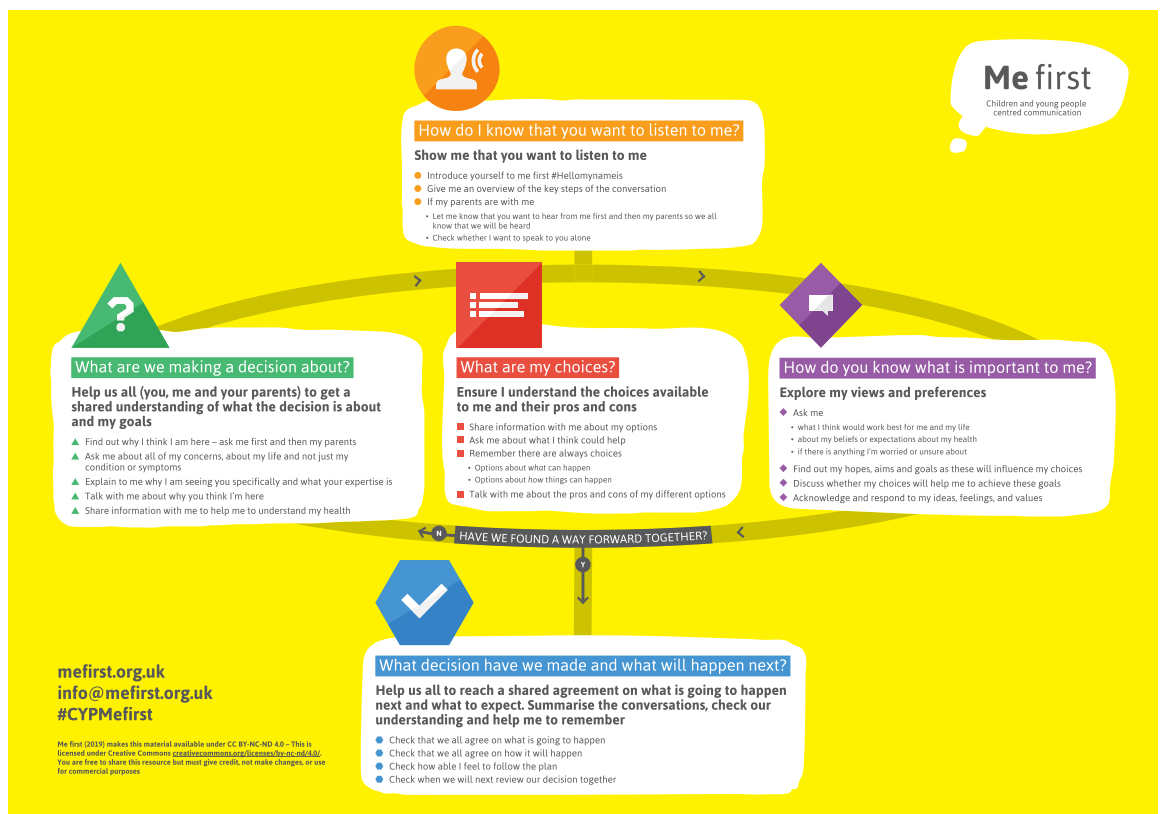 Me first
Children and young people
centred communication
How do I know that you want to listen to me?
Show me that you want to listen to me
Introduce yourself to me first #Hellomynameis
Give me an overview of the key steps of the conversation
If my parents are with me
• Let me know that you want to hear from me first and then my parents so we all
know that we will be heard
• Check whether I want to speak to you alone
?
What are we making a decision about?
Help us all (you, me and your parents) to get a
shared understanding of what the decision is about
and my goals
Find out why I think I am here – ask me first and then my parents
Ask me about all of my concerns, about my life and not just my
condition or symptoms
Explain to me why I am seeing you specifically and what your expertise is
Talk with me about why you think I'm here
Share information with me to help me to understand my health
What are my choices?
Ensure I understand the choices available
to me and their pros and cons
Share information with me about my options
Ask me about what I think could help
Remember there are always choices
• Options about what can happen
• Options about how things can happen
Talk with me about the pros and cons of my different options
How do you know what is important to me?
Explore my views and preferences
Ask me
• what I think would work best for me and my life
• about my beliefs or expectations about my health
• if there is anything I'm worried or unsure about
Find out my hopes, aims and goals as these will influence my choices
Discuss whether my choices will help me to achieve these goals
Acknowledge and respond to my ideas, feelings, and values
N
HAVE WE FOUND A WAY FORWARD TOGETHER?
Y
What decision have we made and what will happen next?
Help us all to reach a shared agreement on what is going to happen
next and what to expect. Summarise the conversations, check our
understanding and help me to remember
Check that we all agree on what is going to happen
Check that we all agree on how it will happen
Check how able I feel to follow the plan
Check when we will next review our decision together
mefirst.org.uk
info@mefirst.org.uk
#CYPMefirst
Me first (2019) makes this material available under CC BY-NC-ND 4.0 – This is
licensed under Creative Commons creativecommons.org/licenses/by-nc-nd/4.0/.
You are free to share this resource but must give credit, not make changes, or use
for commercial purposes